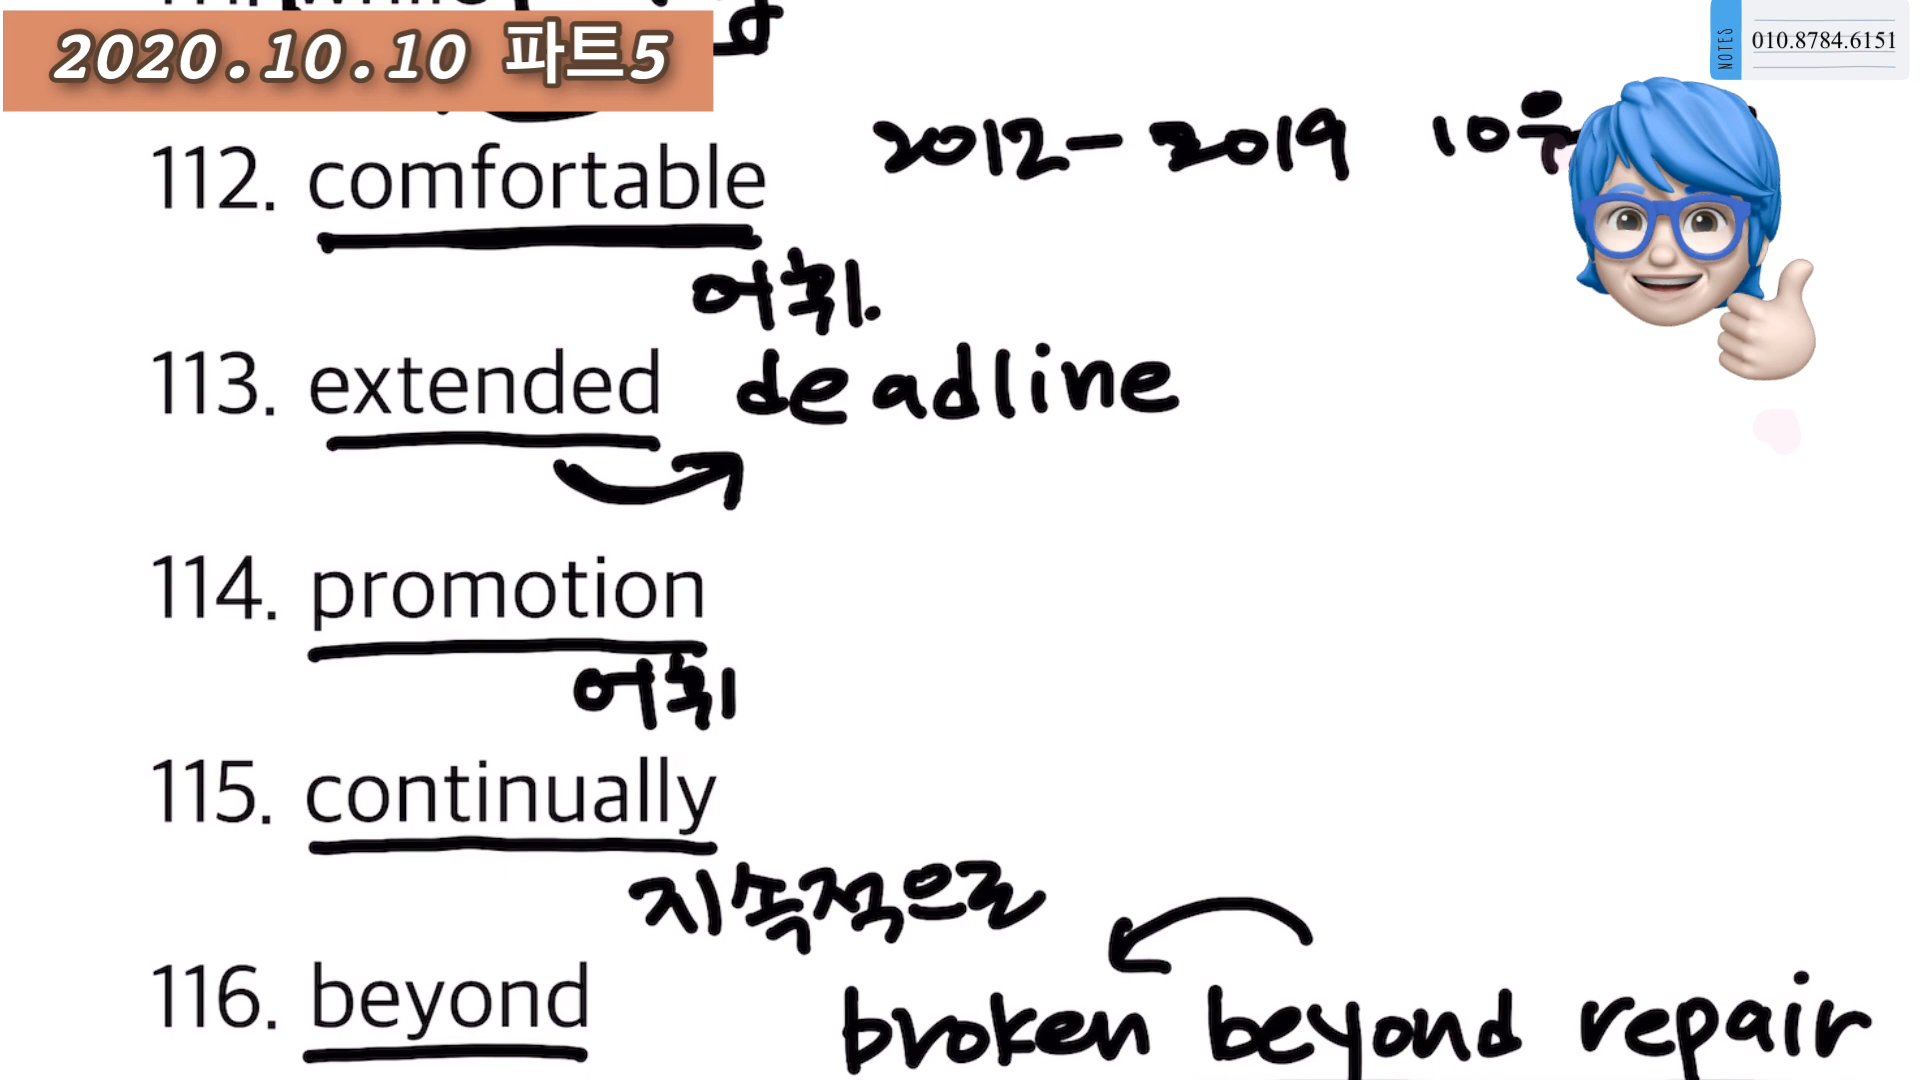 2020.10.10 파트5
NOTES
010.8784.6151
2012-2019
112. comfortable
어휘.
113. extended deadline
114. promotion
어휘
115. continually
지속적으로
116. beyond
broken beyond repair